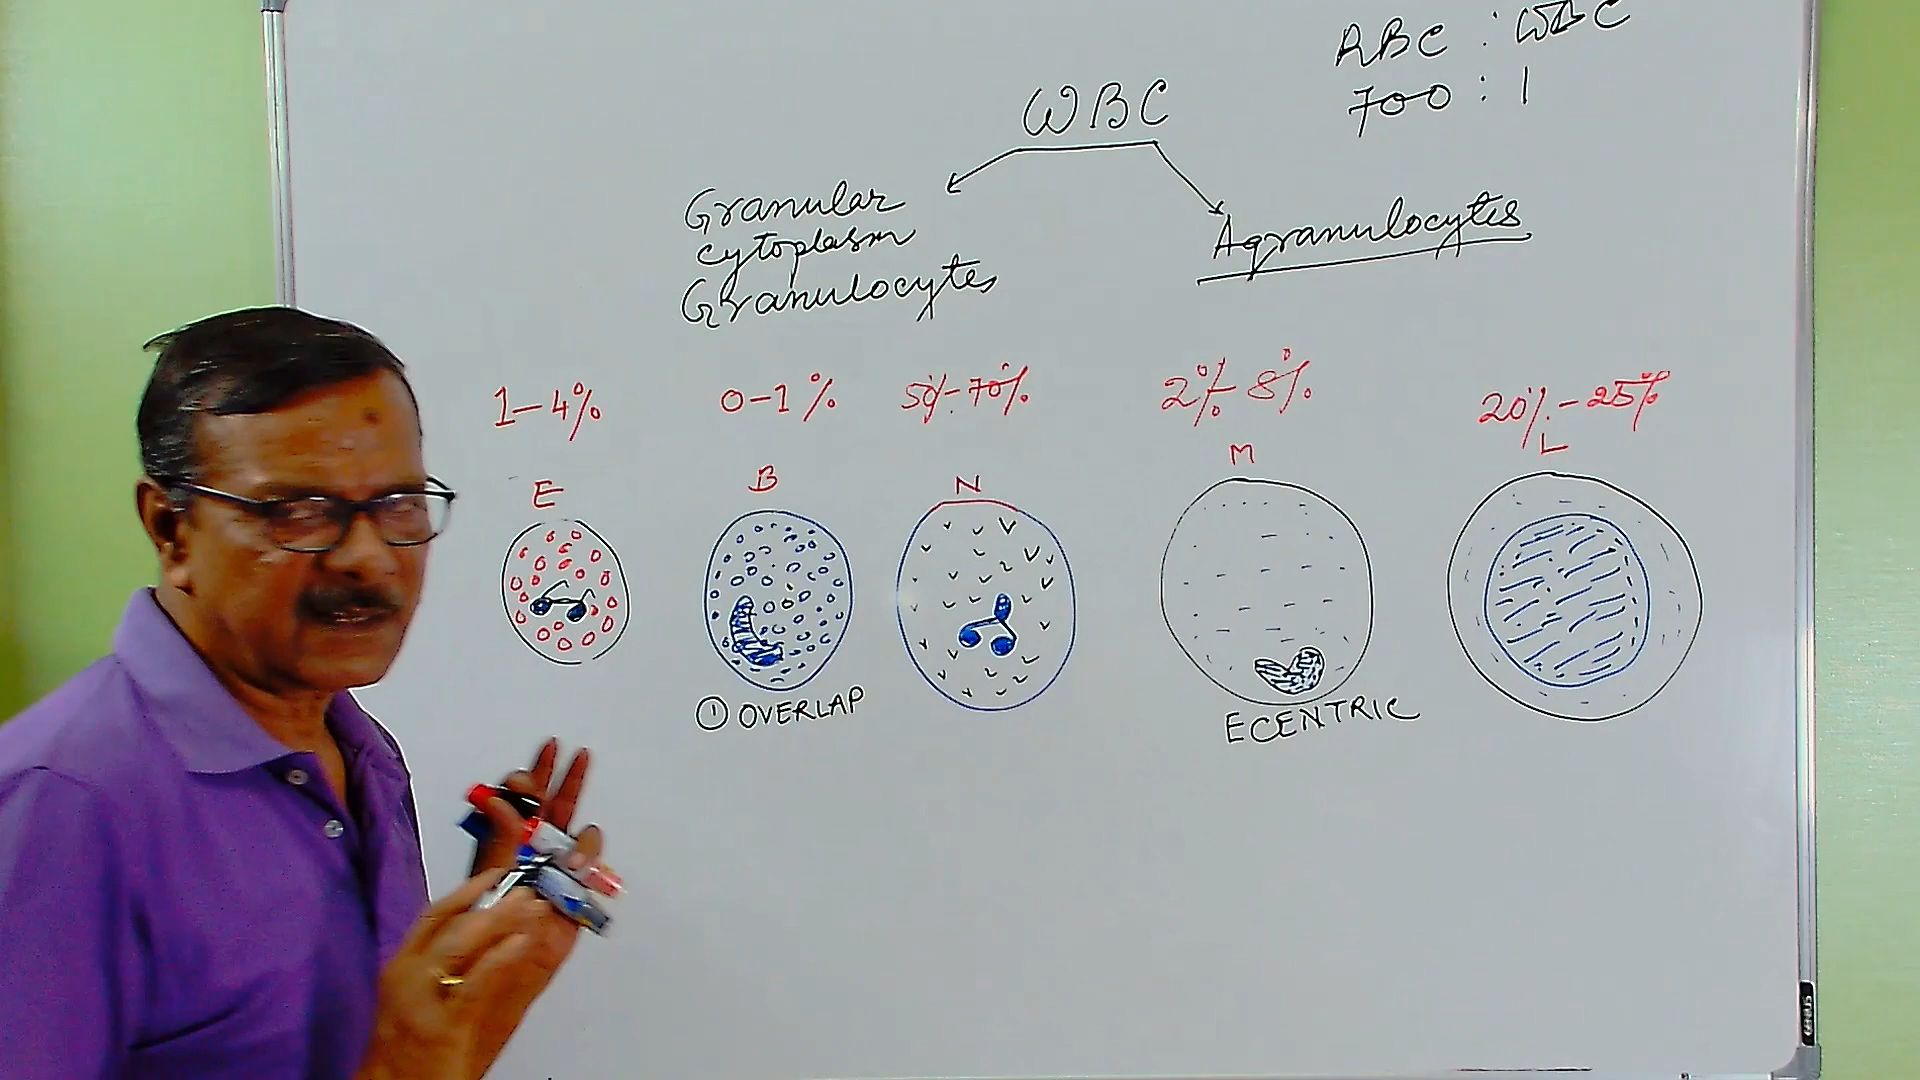 RBC : WBC
700 : 1
WBC
Granular
cytoplasm
Granulocytes
Agranulocytes
1-4%
0-1%
50%-70%
2%-8%
20%-25%
E
B
N
M
L
① OVERLAP
ECENTRIC